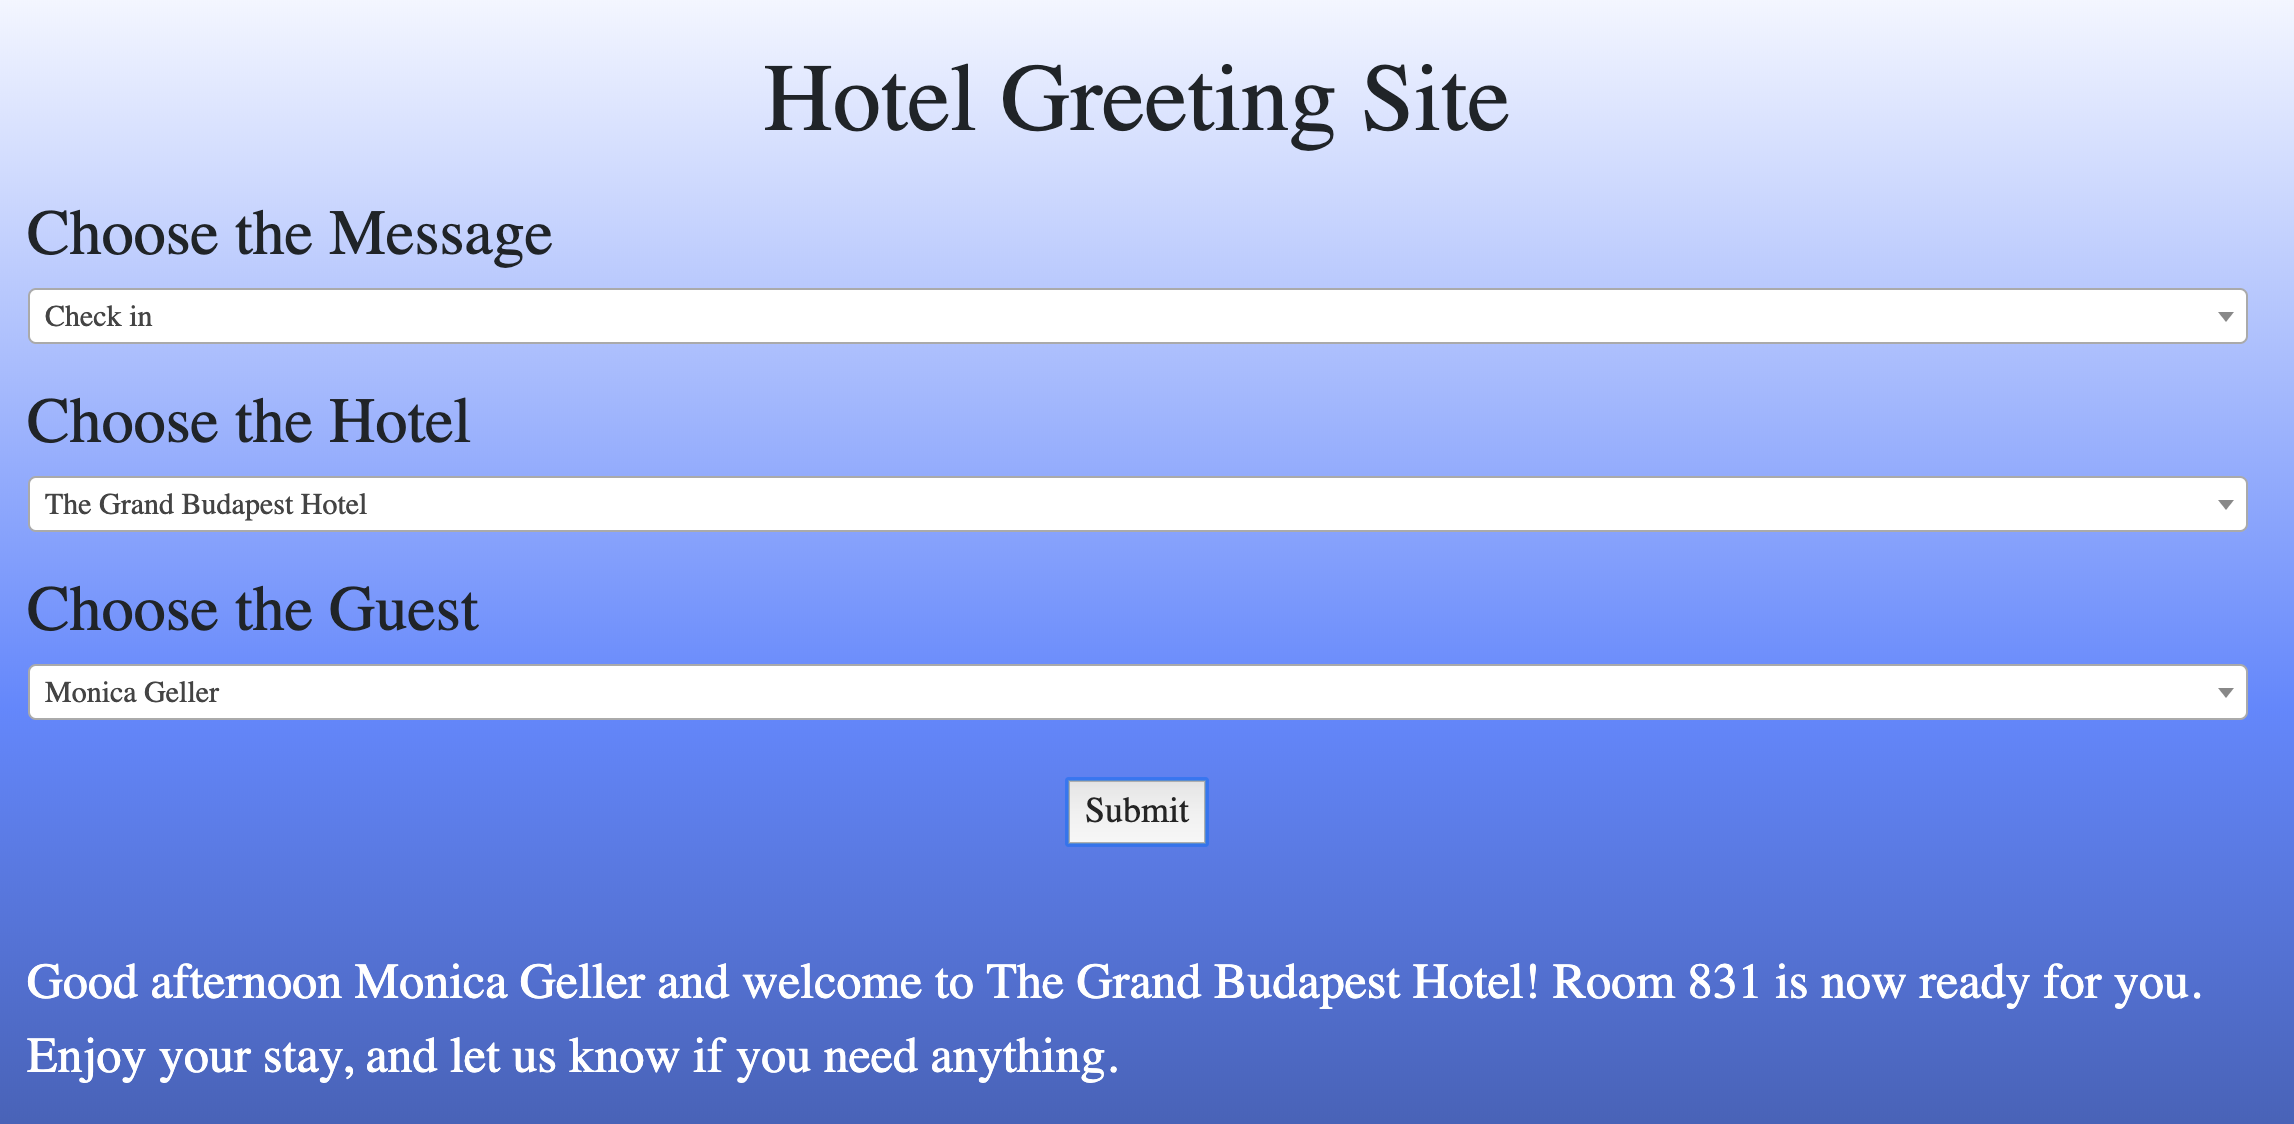 Hotel Greeting Site
Choose the Message
Check in
Choose the Hotel
The Grand Budapest Hotel
Choose the Guest
Monica Geller
Submit
Good afternoon Monica Geller and welcome to The Grand Budapest Hotel! Room 831 is now ready for you.
Enjoy your stay, and let us know if you need anything.